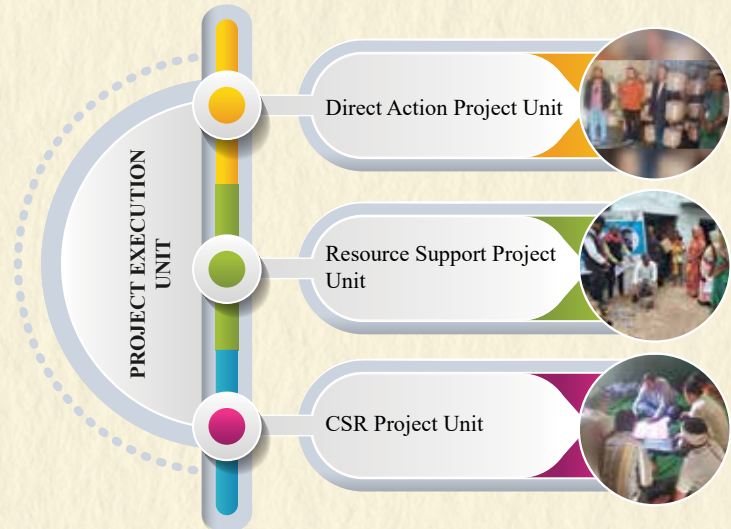 PROJECT EXECUTION
UNIT
Direct Action Project Unit
Resource Support Project
Unit
CSR Project Unit